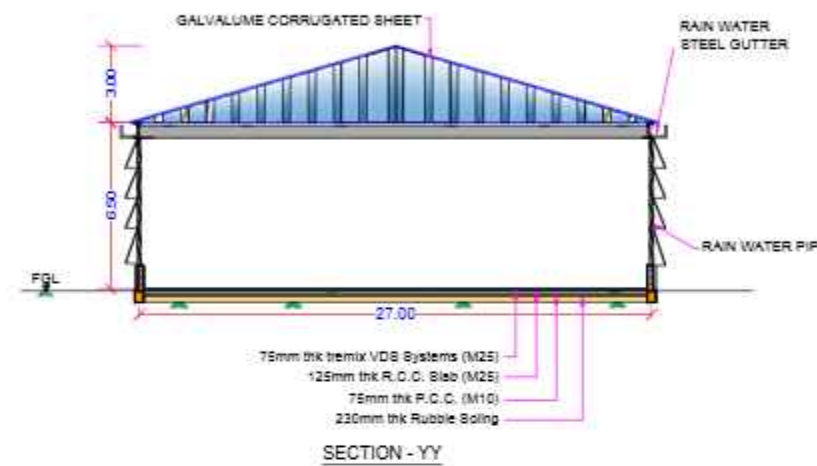 GALVALUME CORRUGATED SHEET
RAIN WATER
STEEL GUTTER
3.00
6.50
RAIN WATER PIP
FGL
27.00
75mm thk tremix VDS Systems (M25)
125mm thk R.C.C. Slab (M25)
75mm thk P.C.C. (M10)
230mm thk Rubble Soling
SECTION - YY